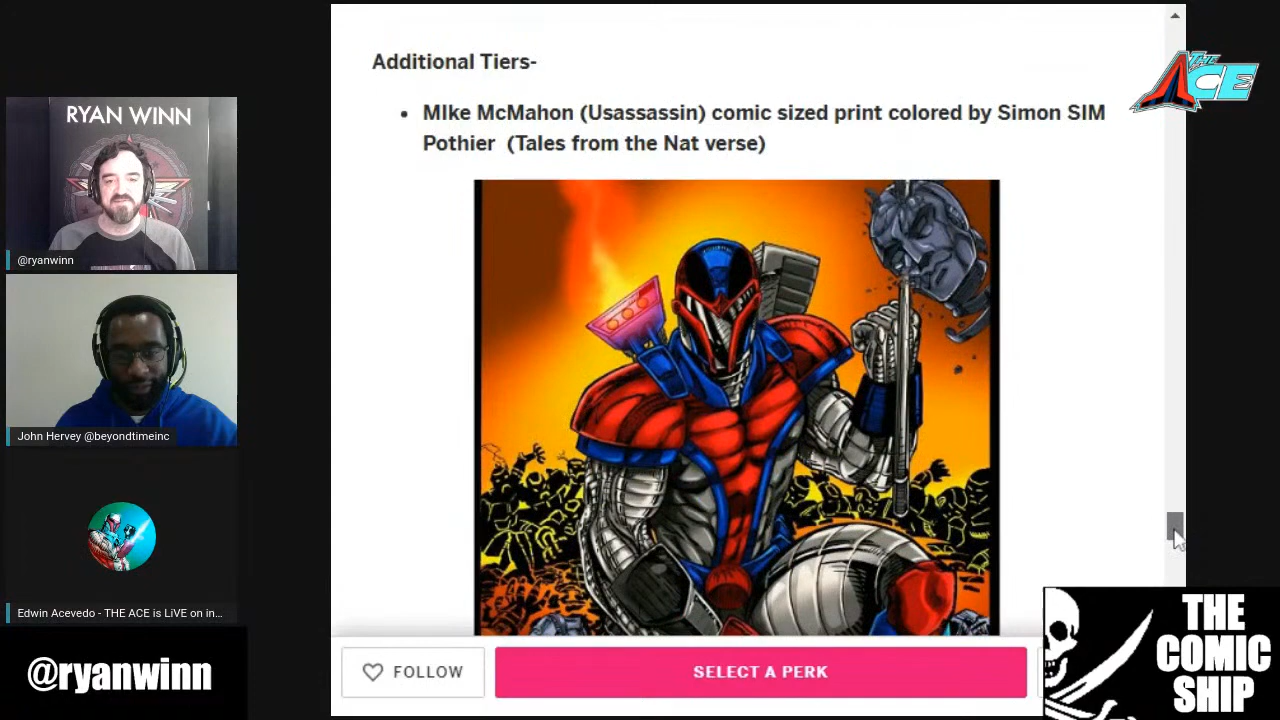 Additional Tiers-
MIke McMahon (Usassassin) comic sized print colored by Simon SIM
Pothier (Tales from the Nat verse)
THE
ACE
RYAN WINN
@ryanwinn
John Hervey @beyondtimeinc
Edwin Acevedo - THE ACE is LiVE on in...
@ryanwinn
FOLLOW
SELECT A PERK
THE
COMIC
SHIP